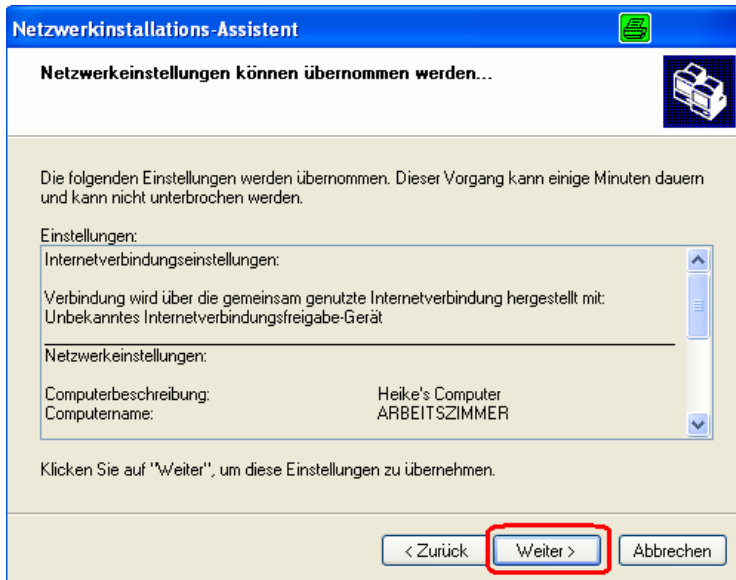 Netzwerkinstallations-Assistent
Netzwerkeinstellungen können übernommen werden...
Die folgenden Einstellungen werden übernommen. Dieser Vorgang kann einige Minuten dauern
und kann nicht unterbrochen werden.
Einstellungen:
Internetverbindungseinstellungen:
Verbindung wird über die gemeinsam genutzte Internetverbindung hergestellt mit:
Unbekanntes Internetverbindungsfreigabe-Gerät
Netzwerkeinstellungen:
Computerbeschreibung: Heike's Computer
Computername: ARBEITSZIMMER
Klicken Sie auf "Weiter", um diese Einstellungen zu übernehmen.
< Zurück Weiter > Abbrechen